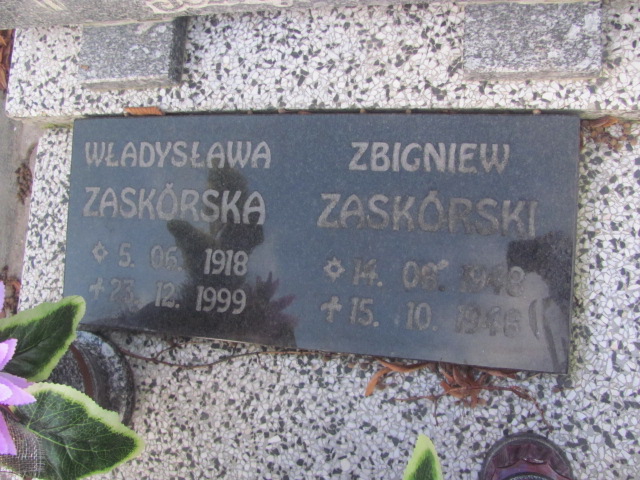 WŁADYSŁAWA
ZASKÓRSKA
5. 06. 1918
23. 12. 1999
ZBIGNIEW
ZASKÓRSKI
14. 08.
15. 10.